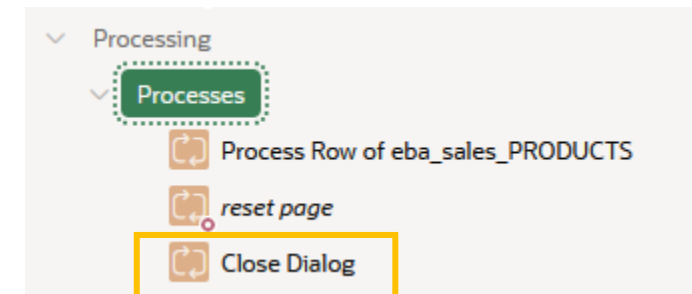 Processing
Processes
Process Row of eba_sales_PRODUCTS
reset page
Close Dialog